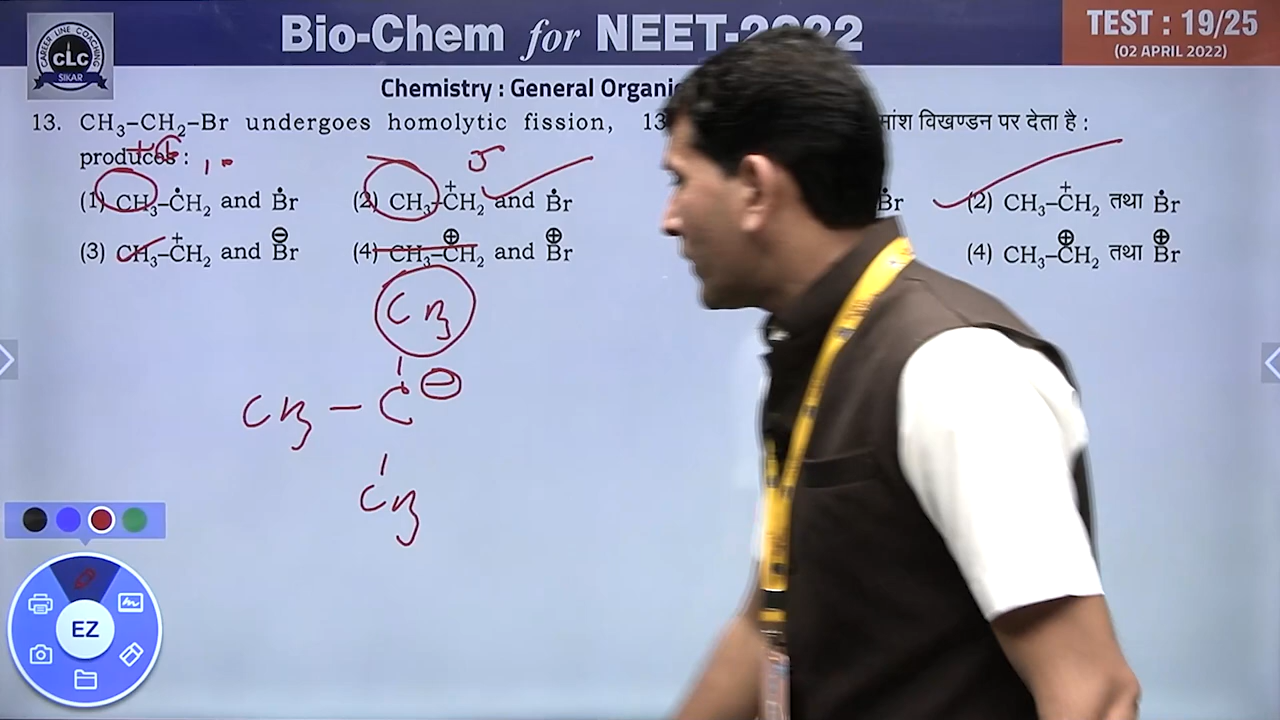 CAREER LINE COACHING
CLC
SIKAR
Bio-Chem for NEET-2022
TEST : 19/25
(02 APRIL 2022)
Chemistry : General Organic
13. CH₃–CH₂–Br undergoes homolytic fission,
produces :
(1) CH₃–ĊH₂ and Ḃr (2) CH₃–C⁺H₂ and Ḃr
(3) CH₃–C⁺H₂ and Br⊖ (4) CH₃–C⊕H₂ and Br⊕
13
विखण्डन पर देता है :
Ḃr (2) CH₃–C⁺H₂ तथा Ḃr
(4) CH₃–C⊕H₂ तथा Br⊕
CH₃
CH₃ – C ⊖
CH₃
EZ